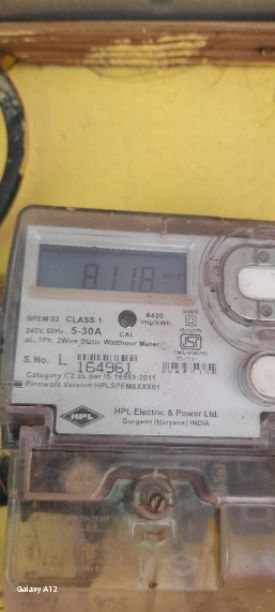 811.8
SPEM 02 CLASS 1
240V, 50Hz, 5-30A
ac, 1PH, 2Wire Static Watthour Meter
CAL
6400
imp/kWh
kWh
S.No. L 164961
Category C2 as per IS 15959:2011
Firmware Version:HPLSPEM6XXX01
HPL
HPL Electric & Power Ltd.
Gurgaon (Haryana) INDIA
Galaxy A12